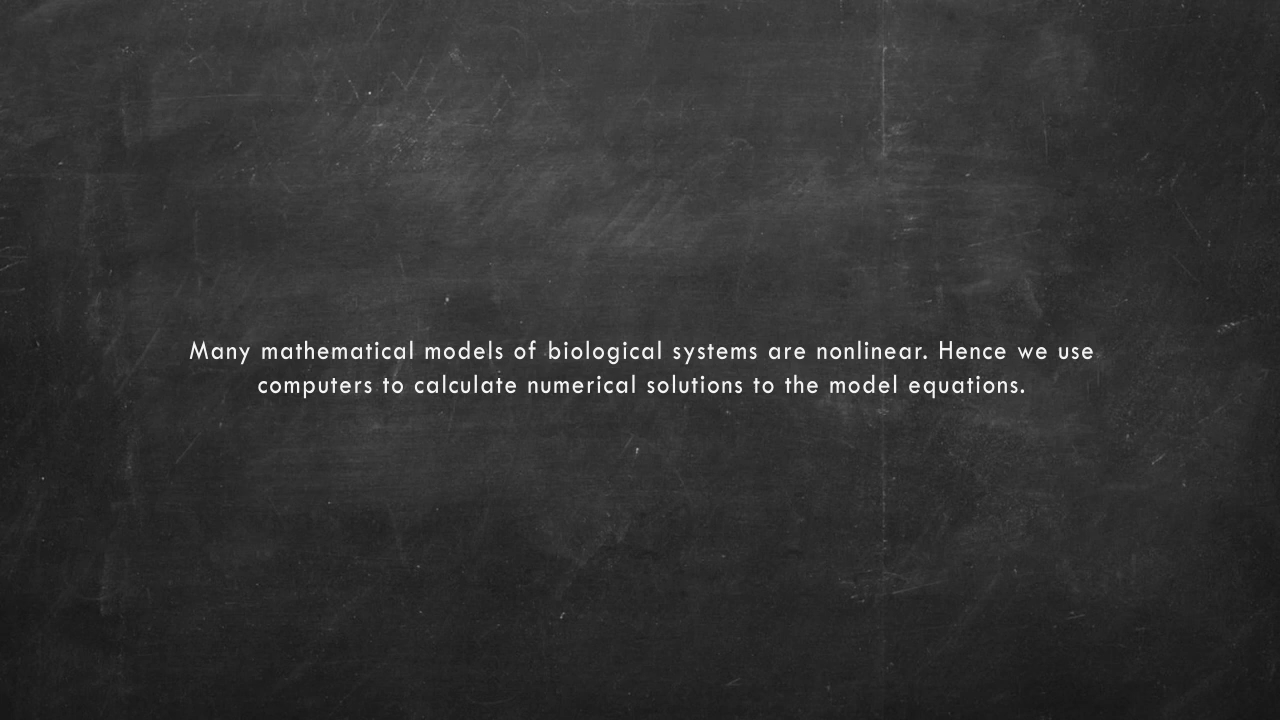 Many mathematical models of biological systems are nonlinear. Hence we use
computers to calculate numerical solutions to the model equations.